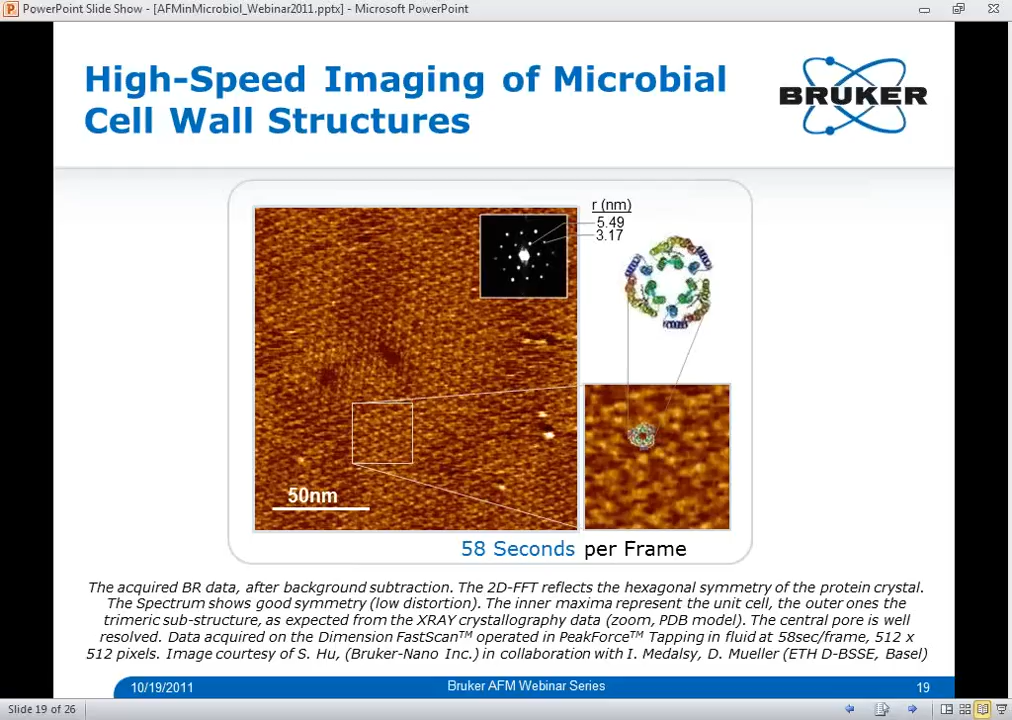 PowerPoint Slide Show - [AFMinMicrobiol_Webinar2011.pptx] - Microsoft PowerPoint
High-Speed Imaging of Microbial
Cell Wall Structures
BRUKER
r (nm)
5.49
3.17
50nm
58 Seconds per Frame
The acquired BR data, after background subtraction. The 2D-FFT reflects the hexagonal symmetry of the protein crystal.
The Spectrum shows good symmetry (low distortion). The inner maxima represent the unit cell, the outer ones the
trimeric sub-structure, as expected from the XRAY crystallography data (zoom, PDB model). The central pore is well
resolved. Data acquired on the Dimension FastScan™ operated in PeakForce™ Tapping in fluid at 58sec/frame, 512 x
512 pixels. Image courtesy of S. Hu, (Bruker-Nano Inc.) in collaboration with I. Medalsy, D. Mueller (ETH D-BSSE, Basel)
10/19/2011
Bruker AFM Webinar Series
19
Slide 19 of 26